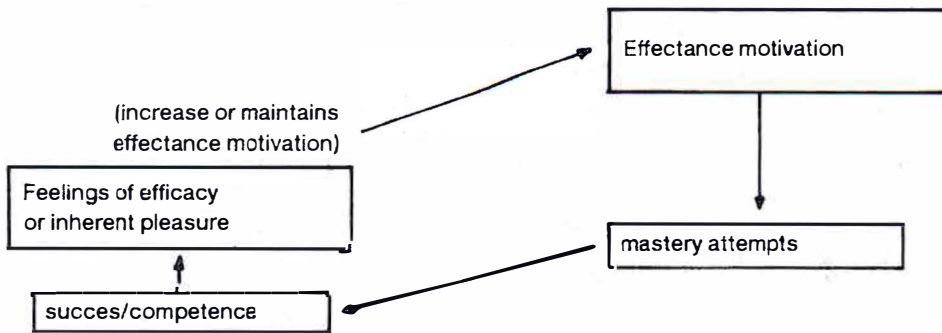 Effectance motivation
(increase or maintains
effectance motivation)
Feelings of efficacy
or inherent pleasure
mastery attempts
succes/competence